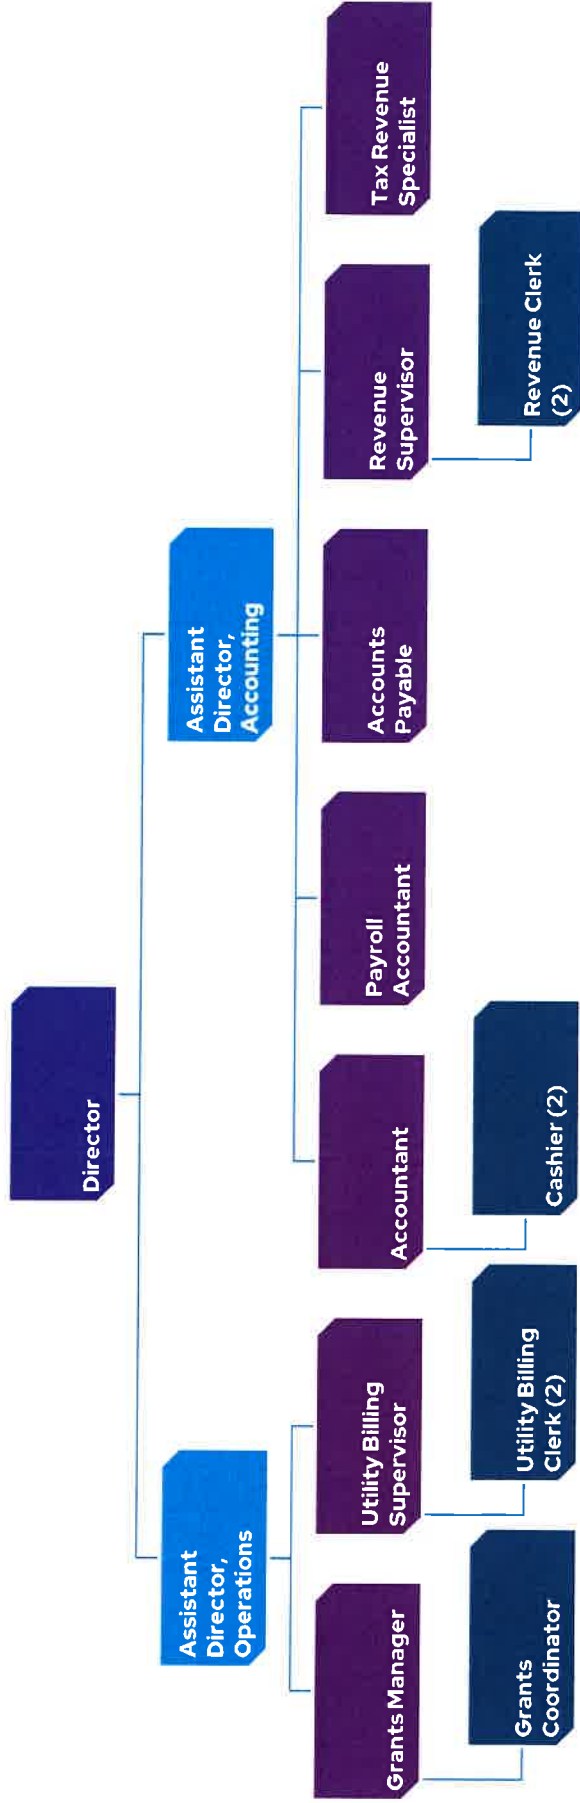 Director
Assistant
Director,
Operations
Assistant
Director,
Accounting
Grants Manager
Utility Billing
Supervisor
Accountant
Payroll
Accountant
Accounts
Payable
Revenue
Supervisor
Tax Revenue
Specialist
Grants
Coordinator
Utility Billing
Clerk (2)
Cashier (2)
Revenue Clerk
(2)